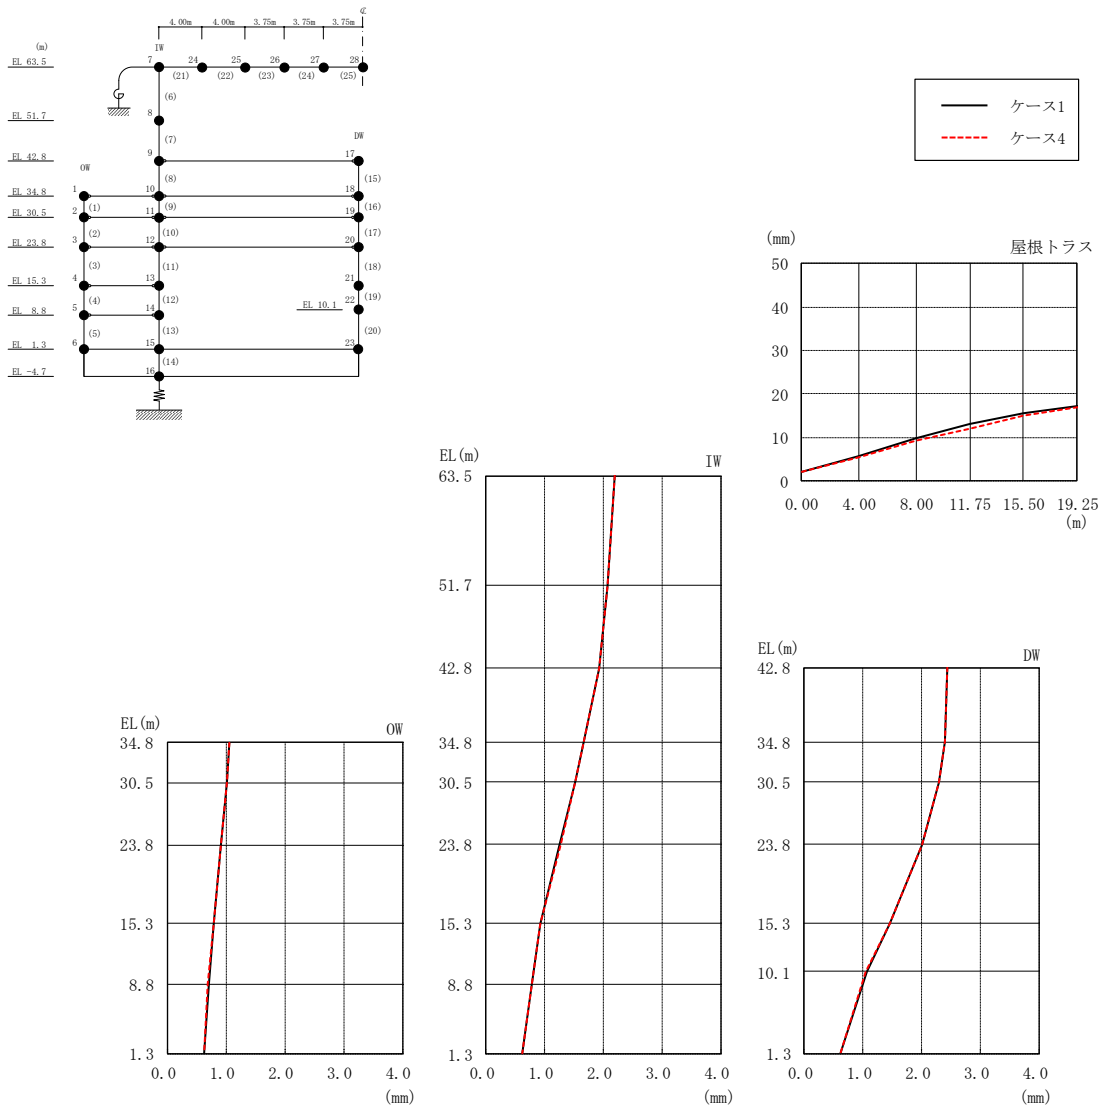 ℄
4.00m 4.00m 3.75m 3.75m 3.75m
(m)
IW
EL 63.5
7 24 25 26 27 28
(21) (22) (23) (24) (25)
(6)
EL 51.7
8
(7)
DW
EL 42.8
9 17
OW
(8) (15)
EL 34.8
1 10 18
(1) (9) (16)
EL 30.5
2 11 19
(2) (10) (17)
EL 23.8
3 12 20
(3) (11) (18)
EL 15.3
4 13 21
(4) (12) (19)
EL 10.1
22
EL 8.8
5 14
(5) (13) (20)
EL 1.3
6 15 23
(14)
EL -4.7
16
ケース1
ケース4
(mm)
屋根トラス
50
40
30
20
10
0
0.00 4.00 8.00 11.75 15.50 19.25
(m)
EL(m)
OW
34.8
30.5
23.8
15.3
8.8
1.3
0.0 1.0 2.0 3.0 4.0
(mm)
EL(m)
IW
63.5
51.7
42.8
34.8
30.5
23.8
15.3
8.8
1.3
0.0 1.0 2.0 3.0 4.0
(mm)
EL(m)
DW
42.8
34.8
30.5
23.8
15.3
10.1
1.3
0.0 1.0 2.0 3.0 4.0
(mm)